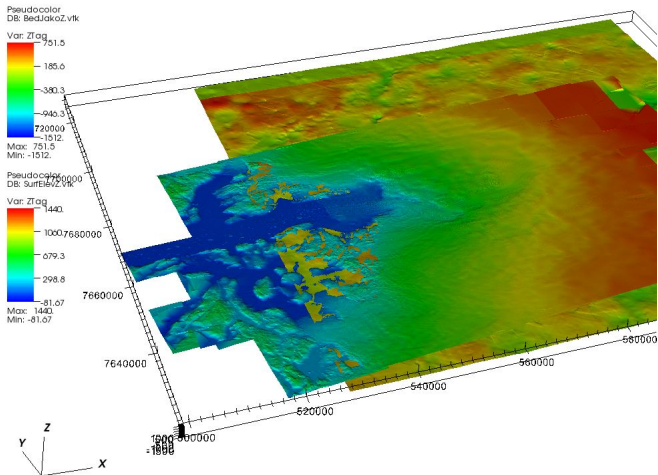 Pseudocolor
DB: BedJakoZ.vtk
Var: ZTag
751.5
185.6
-380.3
-946.3
-1512.
Max: 751.5
Min: -1512.
Pseudocolor
DB: SurfElevZ.vtk
Var: ZTag
1440.
1060.
679.3
298.8
-81.67
Max: 1440.
Min: -81.67
7720000
7700000
7680000
7660000
7640000
500000
520000
540000
560000
580000
Z
Y
X